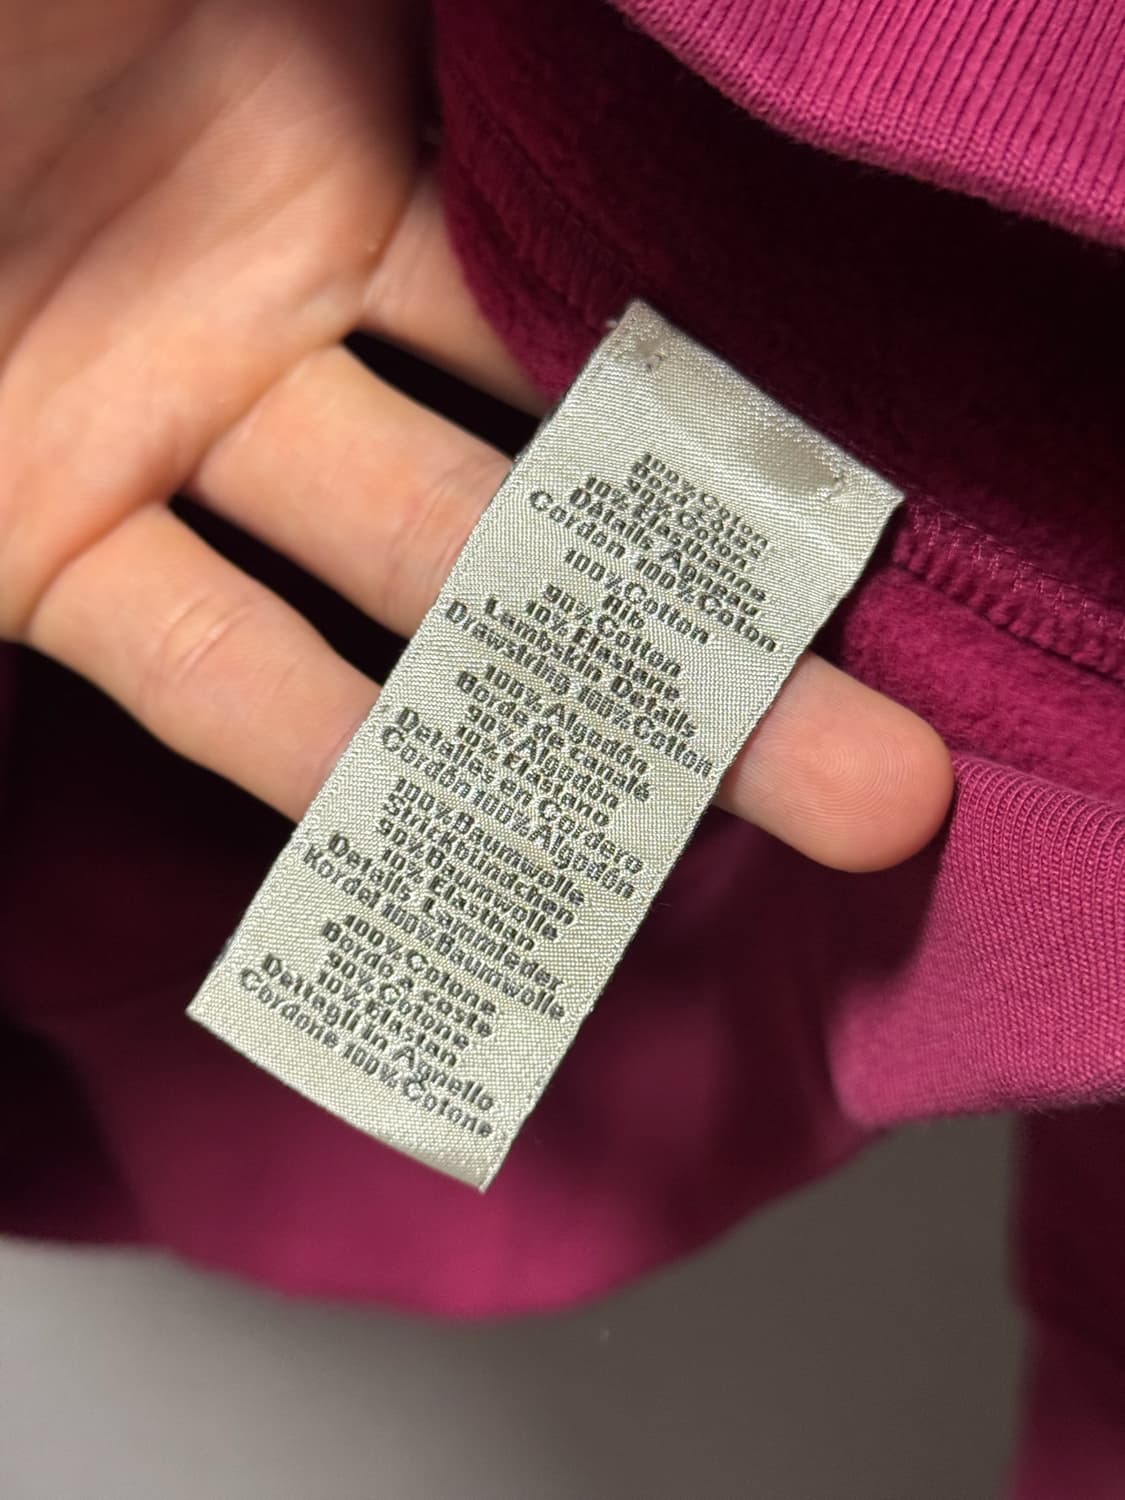 100% Coton
Bord Côtes
90% Coton
10% Elasthanne
Détails Agneau
Cordon 100% Coton
100% Cotton
Rib
90% Cotton
10% Elastane
Lambskin Details
Drawstring 100% Cotton
100% Algodón
Borde de Canalé
90% Algodón
10% Elastano
Detalles en Cordero
Cordón 100% Algodón
100% Baumwolle
Strickbündchen
90% Baumwolle
10% Elasthan
Details Lammleder
Kordel 100% Baumwolle
100% Cotone
Bordo A coste
90% Cotone
10% Elastan
Dettagli In Agnello
Cordone 100% Cotone